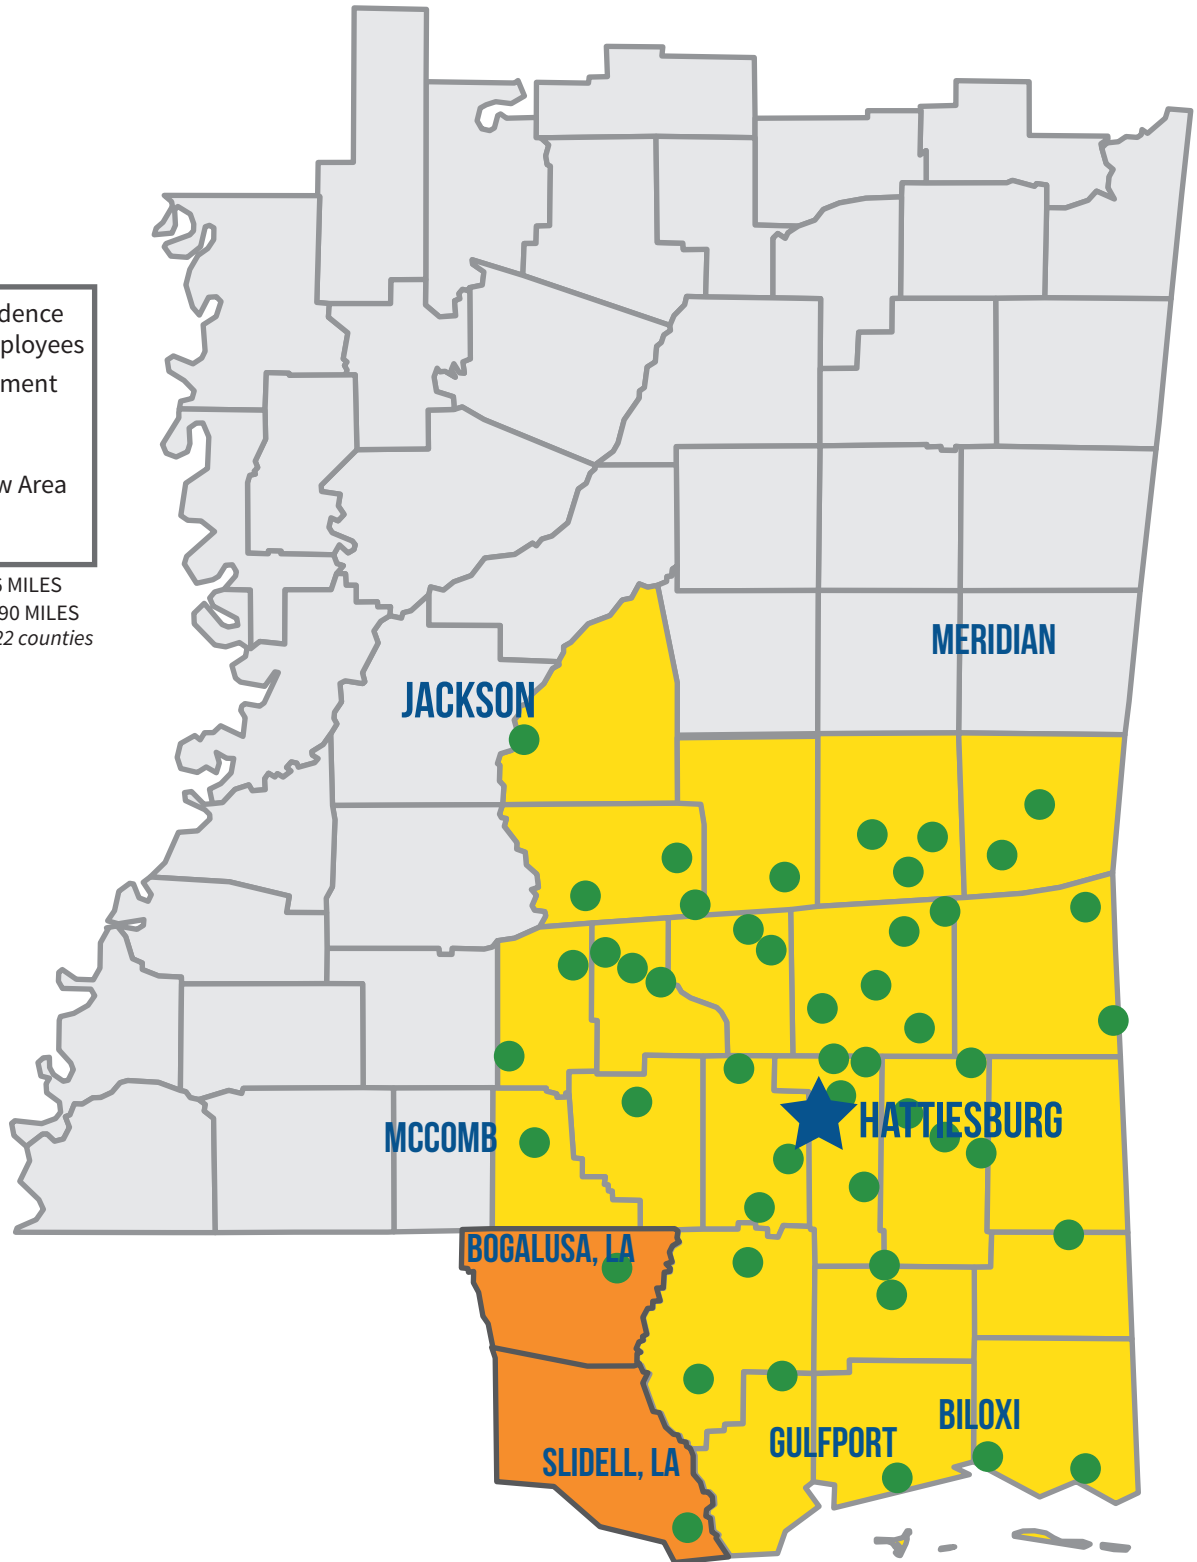 dence
ployees
ment
w Area
MILES
90 MILES
22 counties
JACKSON
MERIDIAN
MCCOMB
HATTIESBURG
BOGALUSA, LA
SLIDELL, LA
GULFPORT
BILOXI